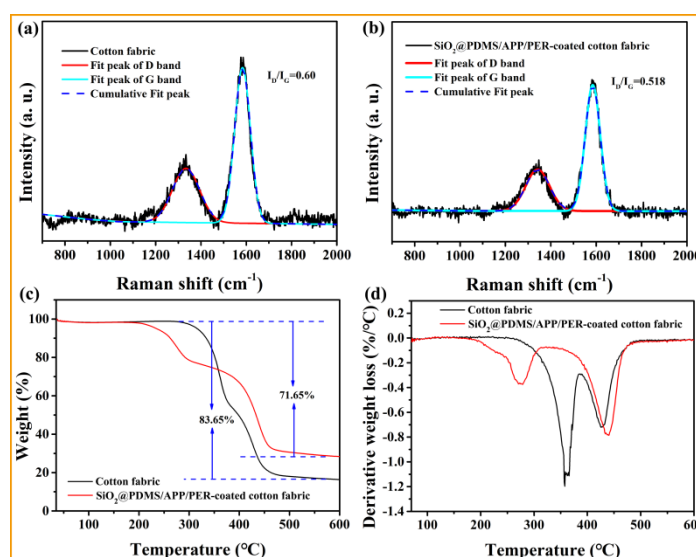 (a)
Cotton fabric
Fit peak of D band
Fit peak of G band
Cumulative Fit peak
I_D/I_G=0.60
Intensity (a. u.)
800 1000 1200 1400 1600 1800 2000
Raman shift (cm⁻¹)
(b)
SiO₂@PDMS/APP/PER-coated cotton fabric
Fit peak of D band
Fit peak of G band
Cumulative Fit peak
I_D/I_G=0.518
Intensity (a. u.)
800 1000 1200 1400 1600 1800 2000
Raman shift (cm⁻¹)
(c)
100
80
60
40
20
0
Weight (%)
83.65%
71.65%
Cotton fabric
SiO₂@PDMS/APP/PER-coated cotton fabric
100 200 300 400 500 600
Temperature (℃)
(d)
Cotton fabric
SiO₂@PDMS/APP/PER-coated cotton fabric
0.2
0.0
-0.2
-0.4
-0.6
-0.8
-1.0
-1.2
-1.4
Derivative weight loss (%/℃)
100 200 300 400 500 600
Temperature (℃)